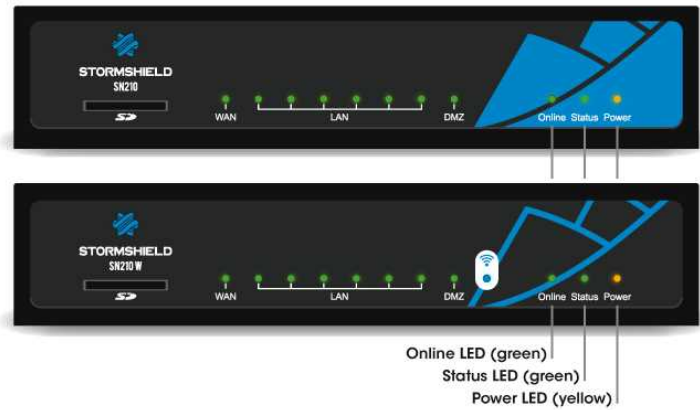 STORMSHIELD
SN210
SD
WAN
LAN
DMZ
Online Status Power
STORMSHIELD
SN210 W
SD
WAN
LAN
DMZ
Online Status Power
Online LED (green)
Status LED (green)
Power LED (yellow)